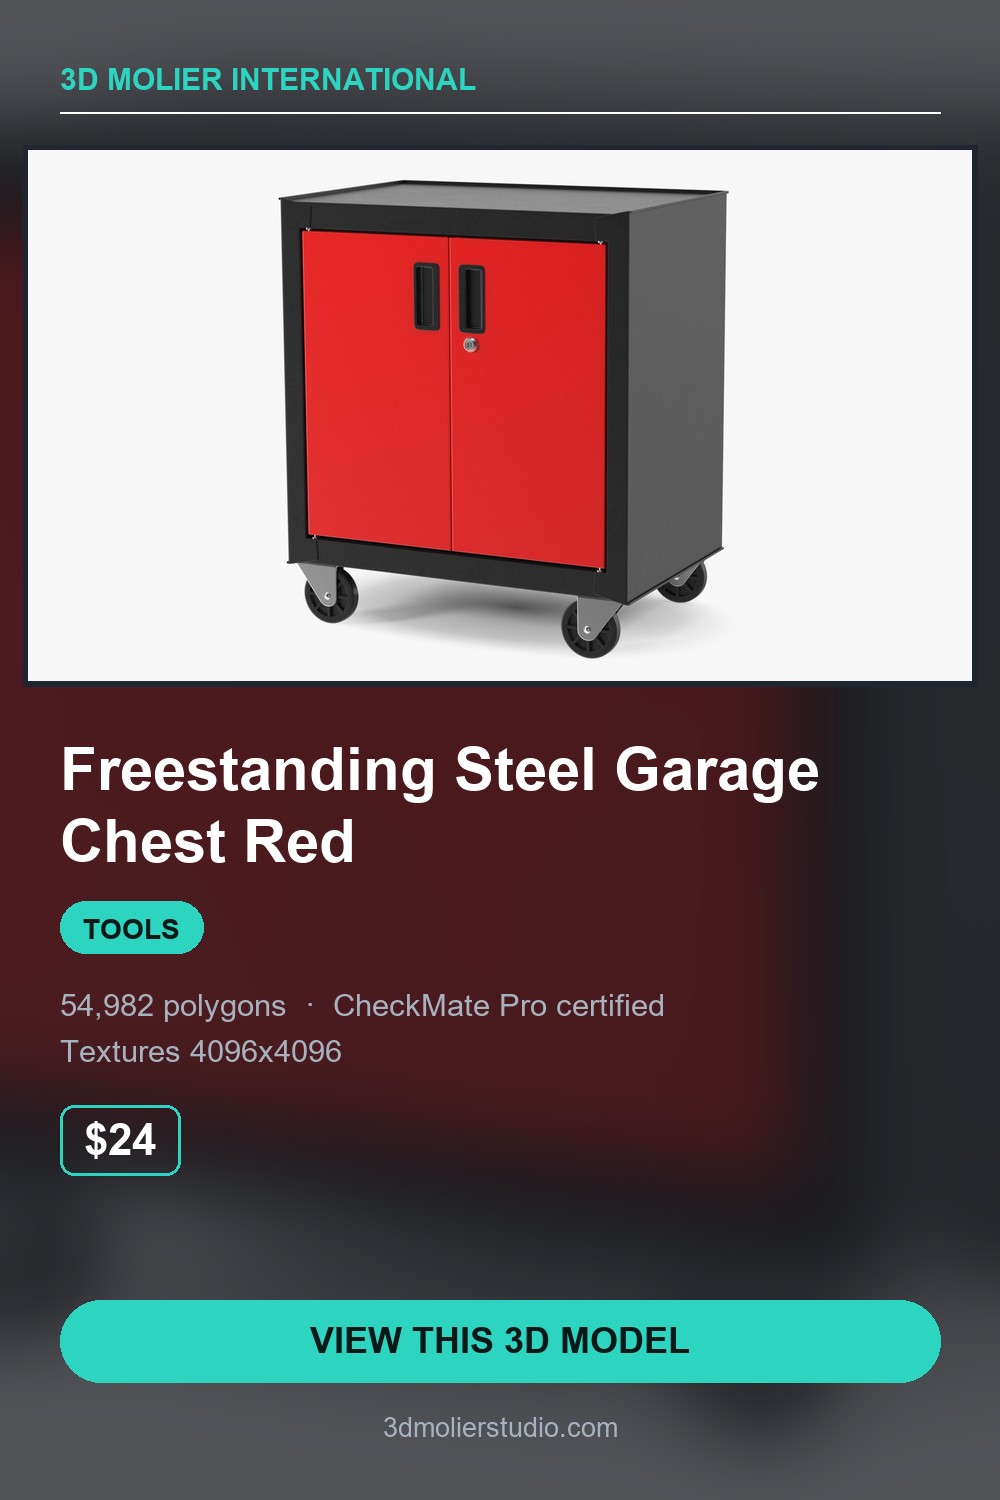 3D MOLIER INTERNATIONAL
Freestanding Steel Garage
Chest Red
TOOLS
54,982 polygons · CheckMate Pro certified
Textures 4096x4096
$24
VIEW THIS 3D MODEL
3dmolierstudio.com